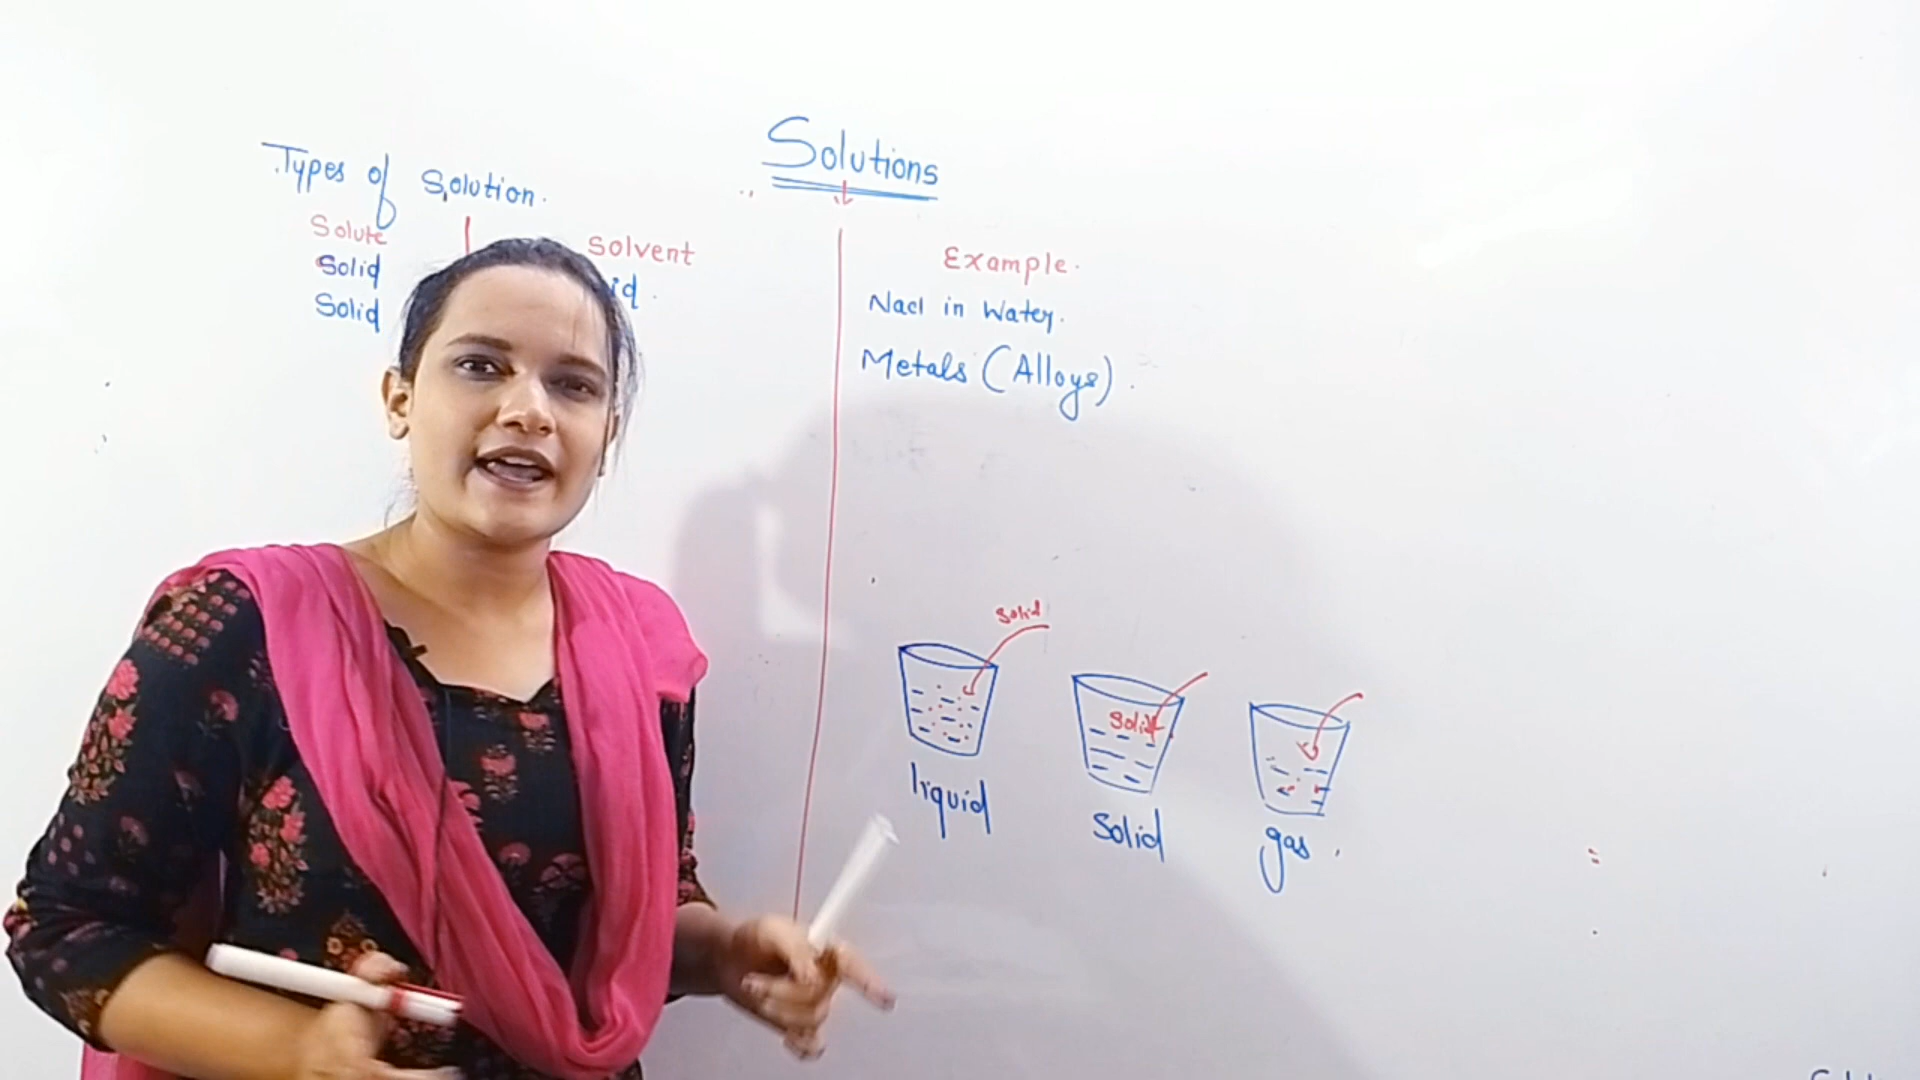 Solutions
Types of Solution.
Solute Solvent Example.
Solid id. Nacl in Water.
Solid Metals (Alloys).
Solid
Solid
liquid Solid gas